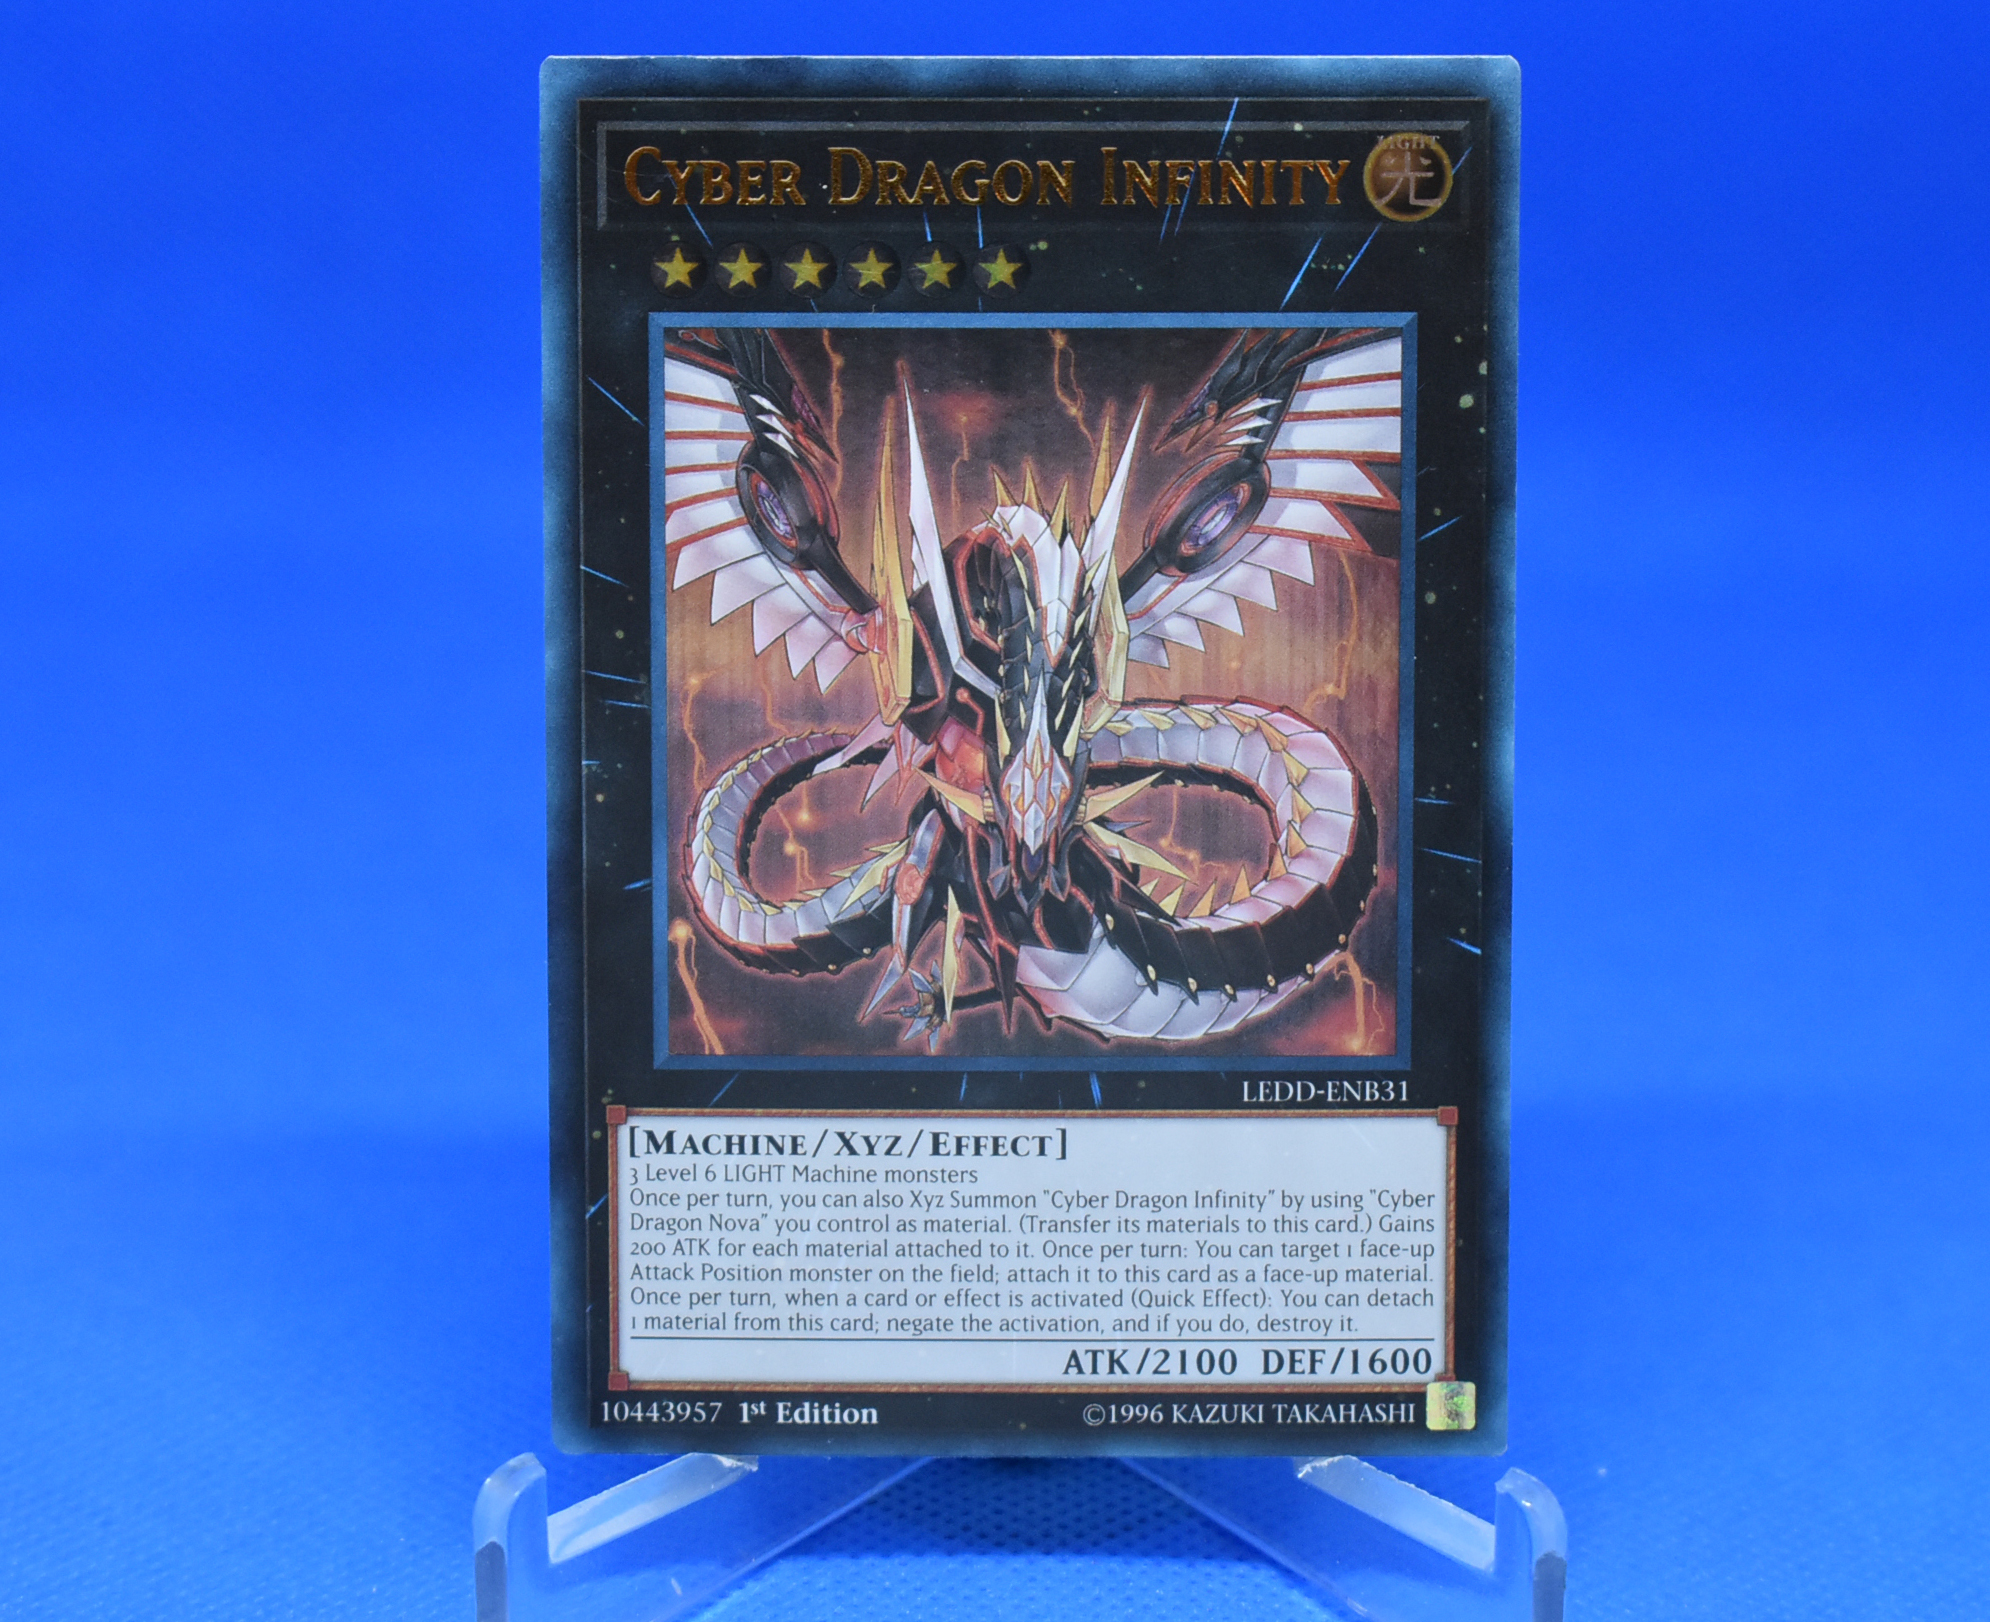 CYBER DRAGON INFINITY
LIGHT
光
LEDD-ENB31
[MACHINE/XYZ/EFFECT]
3 Level 6 LIGHT Machine monsters
Once per turn, you can also Xyz Summon "Cyber Dragon Infinity" by using "Cyber
Dragon Nova" you control as material. (Transfer its materials to this card.) Gains
200 ATK for each material attached to it. Once per turn: You can target 1 face-up
Attack Position monster on the field; attach it to this card as a face-up material.
Once per turn, when a card or effect is activated (Quick Effect): You can detach
1 material from this card; negate the activation, and if you do, destroy it.
ATK/2100 DEF/1600
10443957 1st Edition
©1996 KAZUKI TAKAHASHI